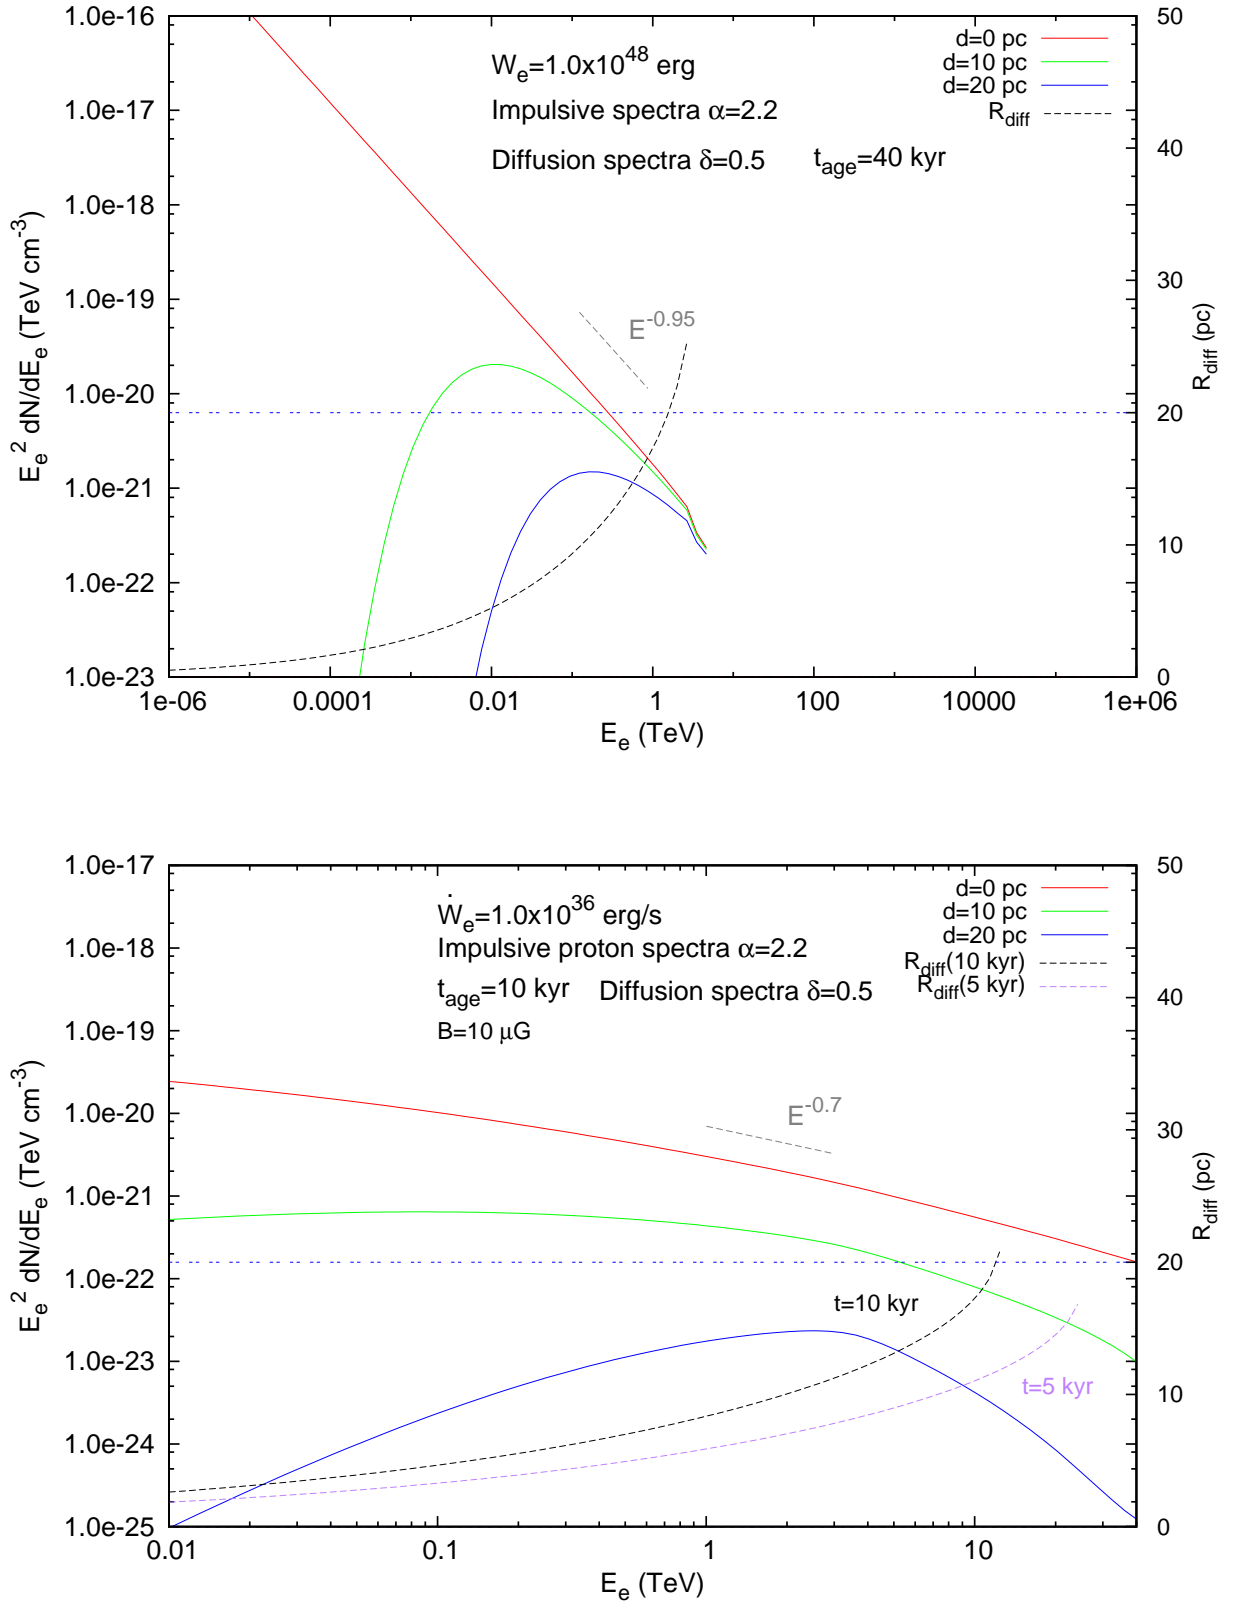 1.0e-16
1.0e-17
1.0e-18
1.0e-19
1.0e-20
1.0e-21
1.0e-22
1.0e-23
E_e^2 dN/dE_e (TeV cm^-3)
W_e=1.0x10^48 erg
Impulsive spectra α=2.2
Diffusion spectra δ=0.5 t_age=40 kyr
d=0 pc
d=10 pc
d=20 pc
R_diff
E^-0.95
50
40
30
20
10
0
R_diff (pc)
1e-06 0.0001 0.01 1 100 10000 1e+06
E_e (TeV)
1.0e-17
1.0e-18
1.0e-19
1.0e-20
1.0e-21
1.0e-22
1.0e-23
1.0e-24
1.0e-25
E_e^2 dN/dE_e (TeV cm^-3)
Ẇ_e=1.0x10^36 erg/s
Impulsive proton spectra α=2.2
t_age=10 kyr Diffusion spectra δ=0.5
B=10 μG
d=0 pc
d=10 pc
d=20 pc
R_diff(10 kyr)
R_diff(5 kyr)
E^-0.7
t=10 kyr
t=5 kyr
50
40
30
20
10
0
R_diff (pc)
0.01 0.1 1 10
E_e (TeV)